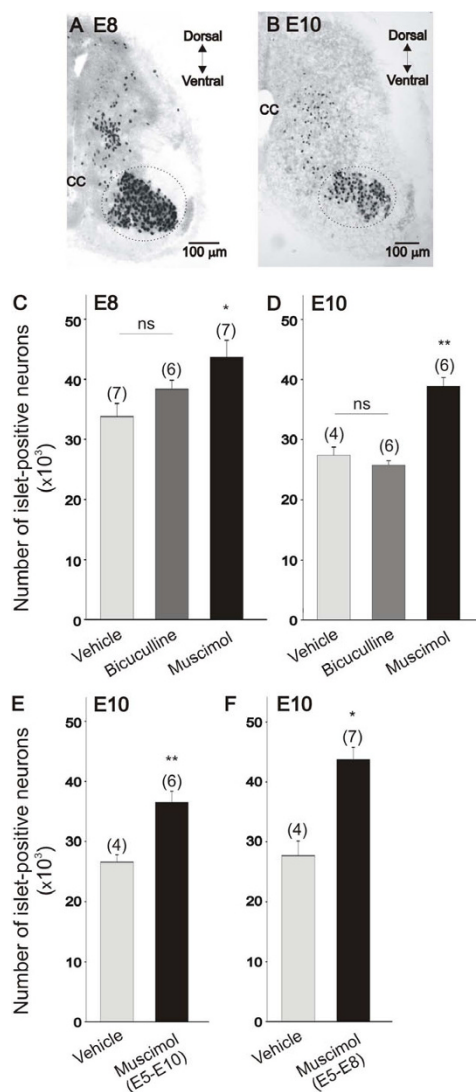 A E8
Dorsal
Ventral
CC
100 µm
B E10
Dorsal
Ventral
CC
100 µm
C E8
Number of islet-positive neurons
(x10³)
50
40
30
20
10
0
ns
(7)
(6)
*
(7)
Vehicle
Bicuculline
Muscimol
D E10
50
40
30
20
10
0
ns
(4)
(6)
**
(6)
Vehicle
Bicuculline
Muscimol
E E10
Number of islet-positive neurons
(x10³)
50
40
30
20
10
0
(4)
**
(6)
Vehicle
Muscimol
(E5-E10)
F E10
50
40
30
20
10
0
(4)
*
(7)
Vehicle
Muscimol
(E5-E8)